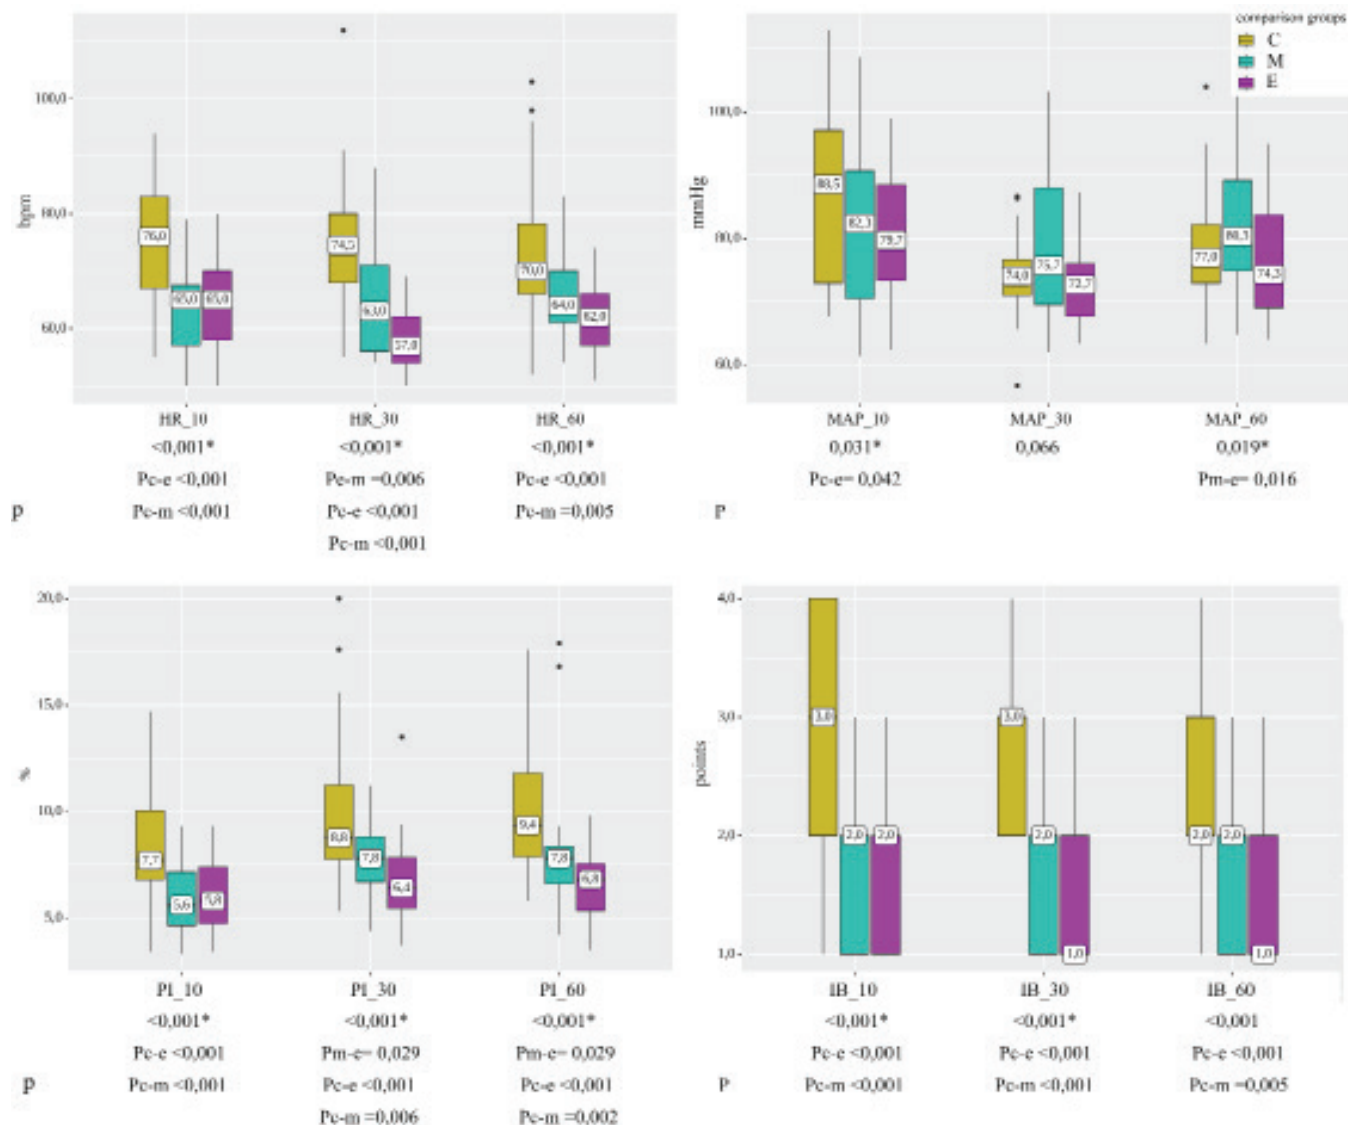 100,0
80,0
60,0
bpm
76,0
65,0
65,0
74,5
63,0
57,0
70,0
64,0
62,0
HR_10
HR_30
HR_60
<0,001*
<0,001*
<0,001*
Pc-e <0,001
Pe-m =0,006
Pc-e <0,001
Pc-m <0,001
Pc-e <0,001
Pc-m =0,005
Pc-m <0,001
P
comparison groups
C
M
E
100,0
80,0
60,0
mmHg
88,5
82,3
79,7
74,0
75,7
72,7
77,0
80,3
74,3
MAP_10
MAP_30
MAP_60
0,031*
0,066
0,019*
Pc-e= 0,042
Pm-e= 0,016
P
20,0
15,0
10,0
5,0
%
7,7
5,6
5,8
8,8
7,8
6,4
9,4
7,8
6,8
PI_10
PI_30
PI_60
<0,001*
<0,001*
<0,001*
Pc-e <0,001
Pm-e= 0,029
Pm-e= 0,029
Pc-m <0,001
Pc-e <0,001
Pc-e <0,001
Pc-m =0,006
Pc-m =0,002
P
4,0
3,0
2,0
1,0
points
3,0
2,0
2,0
3,0
2,0
1,0
2,0
2,0
1,0
IB_10
IB_30
IB_60
<0,001*
<0,001*
<0,001
Pc-e <0,001
Pc-e <0,001
Pc-e <0,001
Pc-m <0,001
Pc-m <0,001
Pc-m =0,005
P